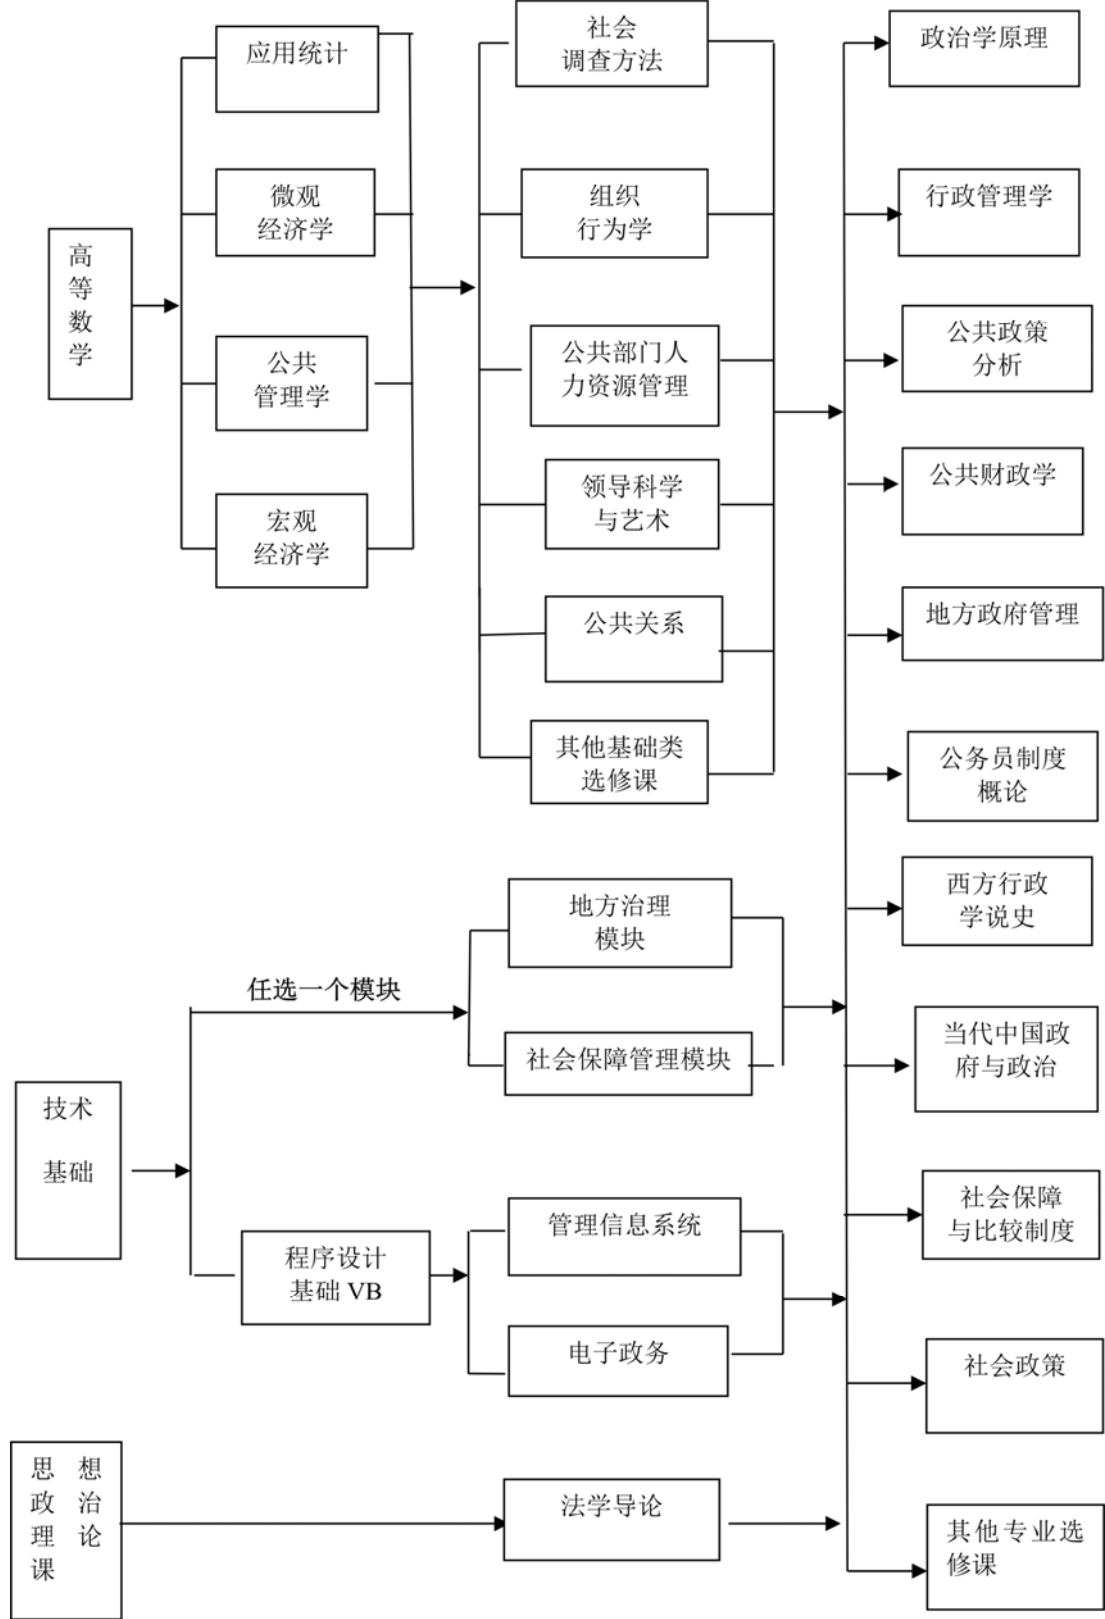 高
等
数
学
应用统计
微观
经济学
公共
管理学
宏观
经济学
社会
调查方法
组织
行为学
公共部门人
力资源管理
领导科学
与艺术
公共关系
其他基础类
选修课
政治学原理
行政管理学
公共政策
分析
公共财政学
地方政府管理
公务员制度
概论
西方行政
学说史
当代中国政
府与政治
社会保障
与比较制度
社会政策
其他专业选
修课
技术
基础
任选一个模块
地方治理
模块
社会保障管理模块
程序设计
基础 VB
管理信息系统
电子政务
思 想
政 治
理 论
课
法学导论